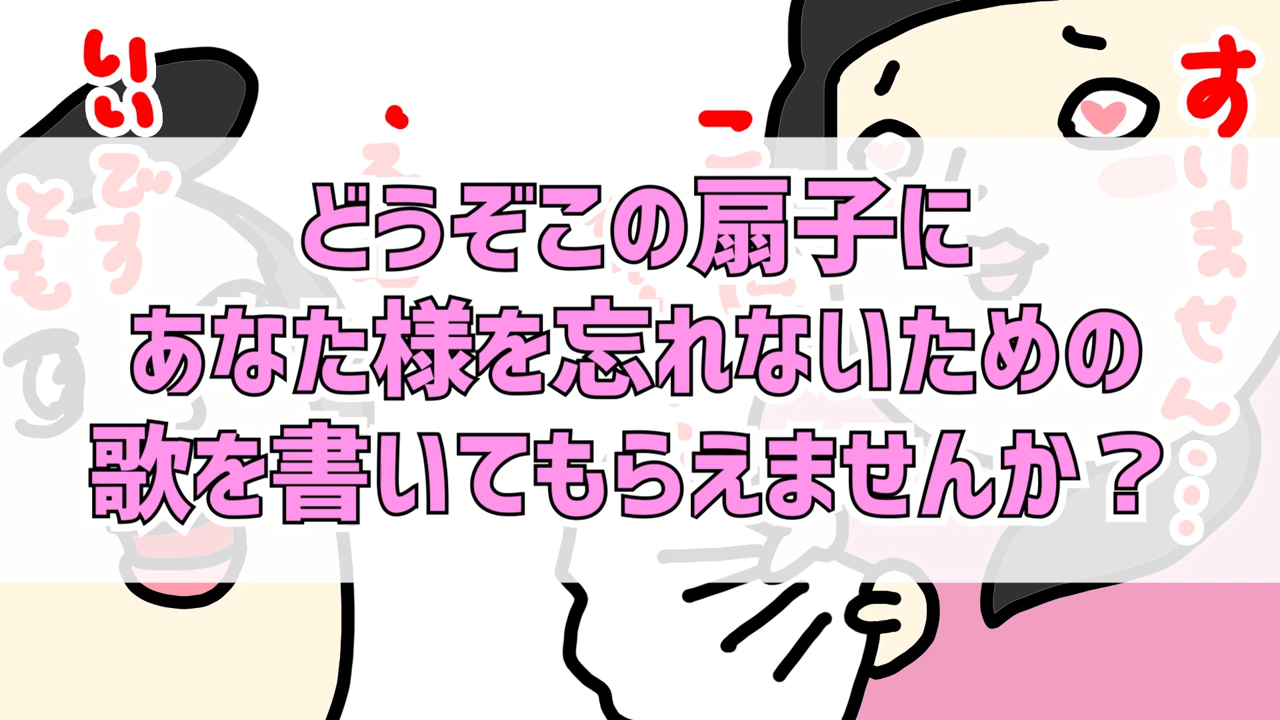 どうぞこの扇子に
あなた様を忘れないための
歌を書いてもらえませんか？
すいません…
いい
ですとも